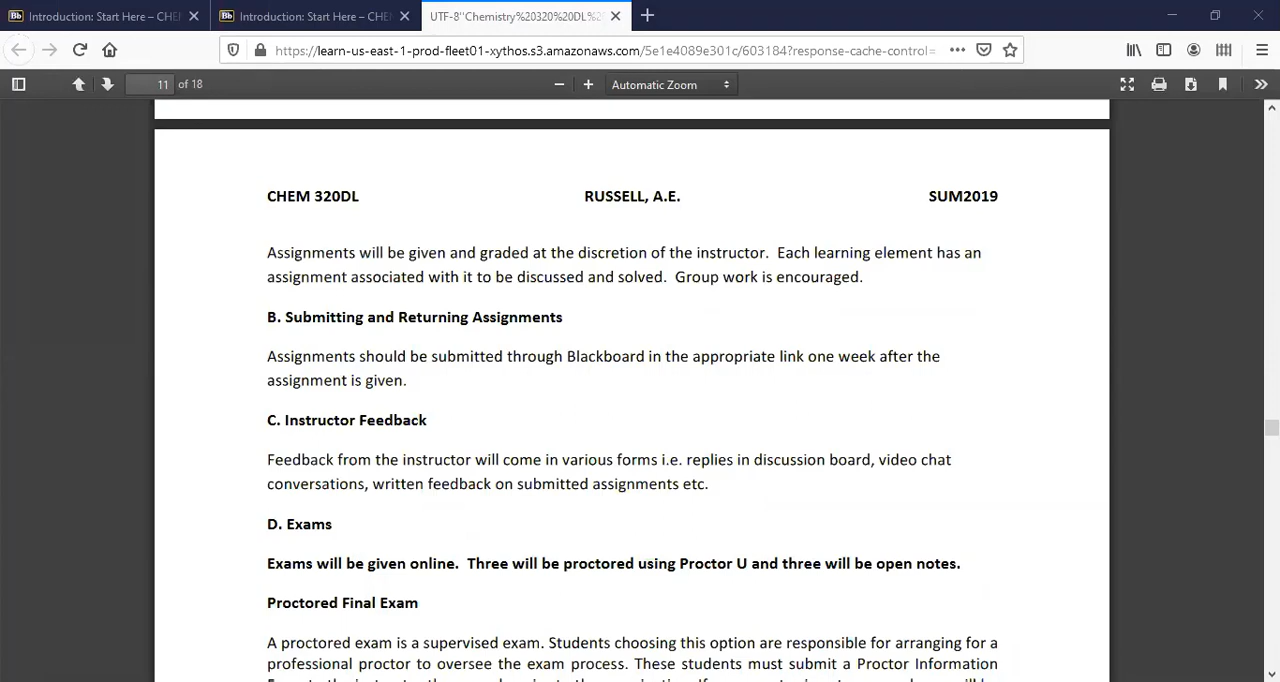 Introduction: Start Here – CHE
Introduction: Start Here – CHE
UTF-8''Chemistry%20320%20DL%2
https://learn-us-east-1-prod-fleet01-xythos.s3.amazonaws.com/5e1e4089e301c/603184?response-cache-control=
11 of 18
Automatic Zoom
CHEM 320DL RUSSELL, A.E. SUM2019
Assignments will be given and graded at the discretion of the instructor.  Each learning element has an
assignment associated with it to be discussed and solved.  Group work is encouraged.
B. Submitting and Returning Assignments
Assignments should be submitted through Blackboard in the appropriate link one week after the
assignment is given.
C. Instructor Feedback
Feedback from the instructor will come in various forms i.e. replies in discussion board, video chat
conversations, written feedback on submitted assignments etc.
D. Exams
Exams will be given online.  Three will be proctored using Proctor U and three will be open notes.
Proctored Final Exam
A proctored exam is a supervised exam. Students choosing this option are responsible for arranging for a
professional proctor to oversee the exam process. These students must submit a Proctor Information